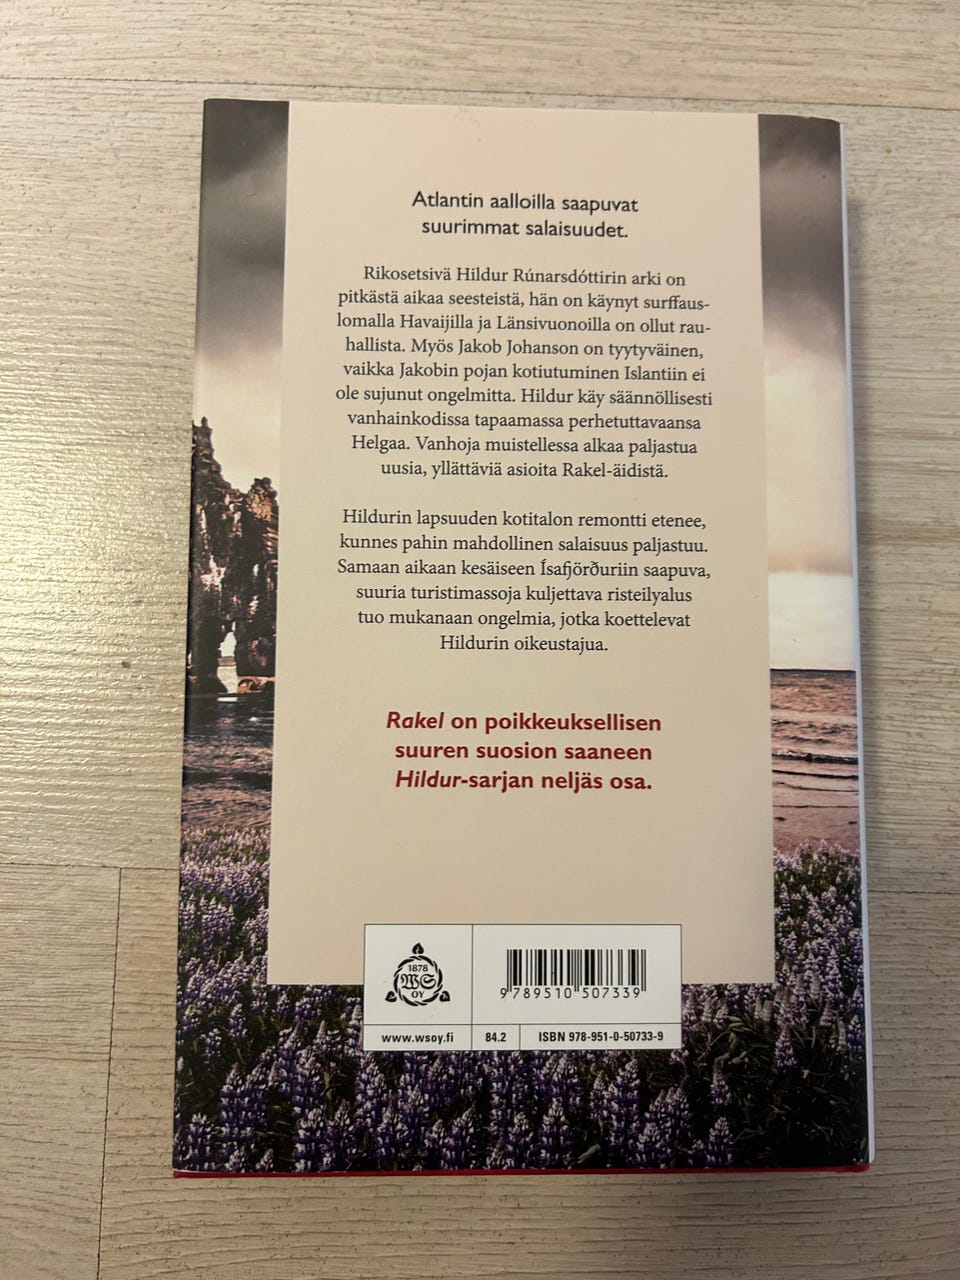 Atlantin aalloilla saapuvat
suurimmat salaisuudet.
Rikosetsivä Hildur Rúnarsdóttirin arki on
pitkästä aikaa seesteistä, hän on käynyt surffaus-
lomalla Havaijilla ja Länsivuonoilla on ollut rau-
hallista. Myös Jakob Johanson on tyytyväinen,
vaikka Jakobin pojan kotiutuminen Islantiin ei
ole sujunut ongelmitta. Hildur käy säännöllisesti
vanhainkodissa tapaamassa perhetuttavaansa
Helgaa. Vanhoja muistellessa alkaa paljastua
uusia, yllättäviä asioita Rakel-äidistä.
Hildurin lapsuuden kotitalon remontti etenee,
kunnes pahin mahdollinen salaisuus paljastuu.
Samaan aikaan kesäiseen Ísafjörðuriin saapuva,
suuria turistimassoja kuljettava risteilyalus
tuo mukanaan ongelmia, jotka koettelevat
Hildurin oikeustajua.
Rakel on poikkeuksellisen
suuren suosion saaneen
Hildur-sarjan neljäs osa.
1878
WS
OY
9 789510 507339
www.wsoy.fi 84.2 ISBN 978-951-0-50733-9